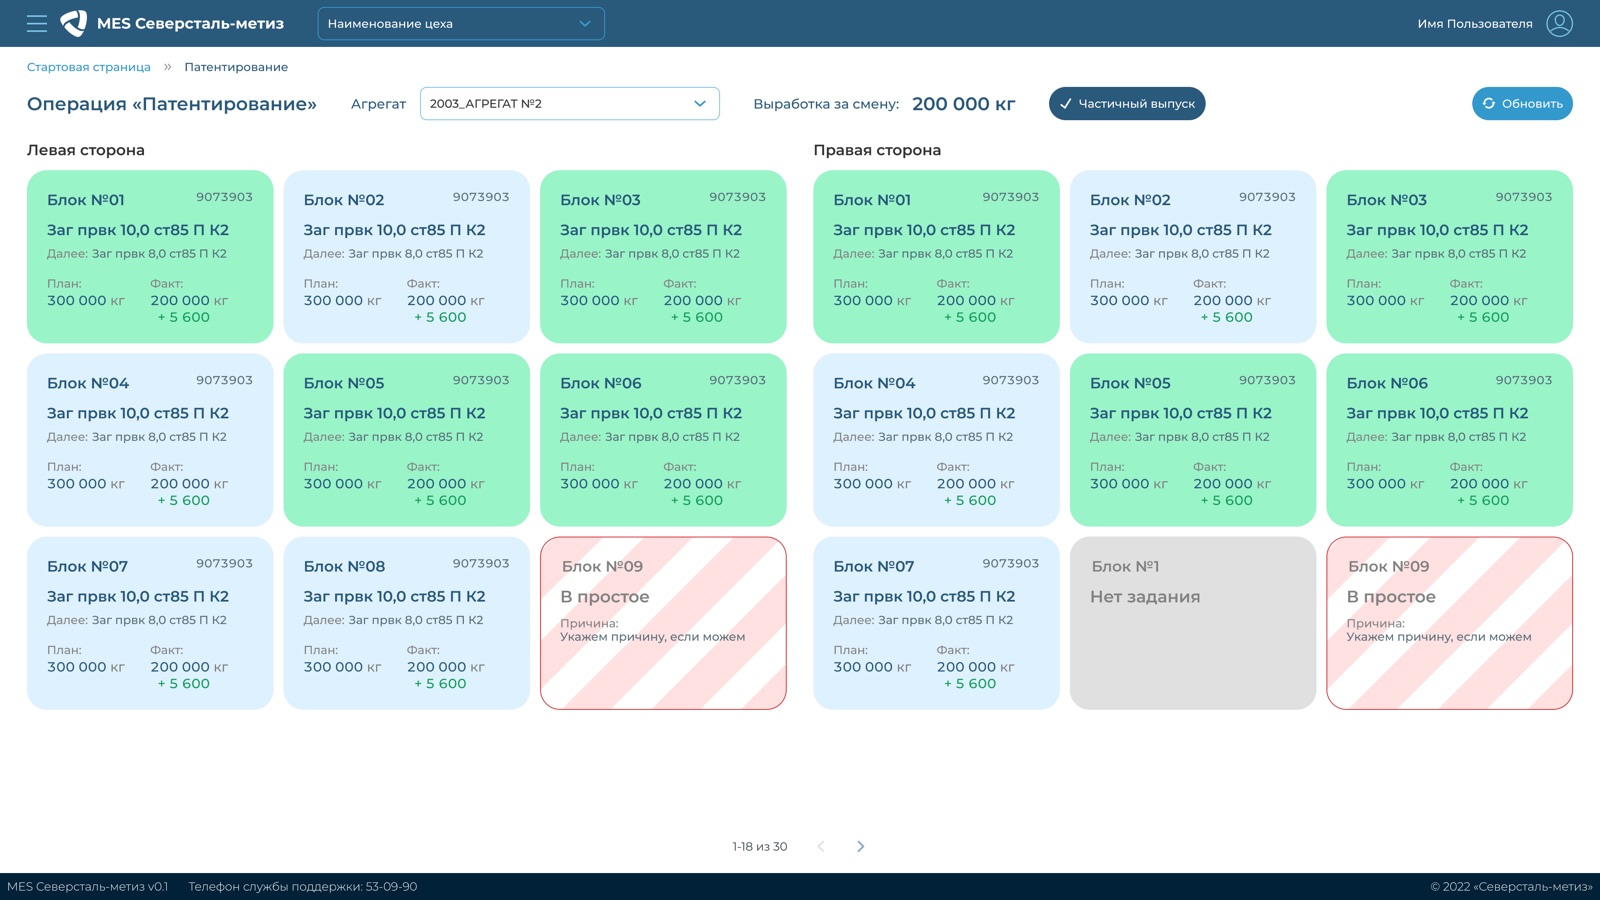 MES Северсталь-метиз
Наименование цеха
Имя Пользователя
Стартовая страница » Патентирование
Операция «Патентирование»
Агрегат
2003_АГРЕГАТ №2
Выработка за смену: 200 000 кг
Частичный выпуск
Обновить
Левая сторона
Блок №01 9073903
Заг првк 10,0 ст85 П К2
Далее: Заг првк 8,0 ст85 П К2
План: Факт:
300 000 кг 200 000 кг
+ 5 600
Блок №02 9073903
Заг првк 10,0 ст85 П К2
Далее: Заг првк 8,0 ст85 П К2
План: Факт:
300 000 кг 200 000 кг
+ 5 600
Блок №03 9073903
Заг првк 10,0 ст85 П К2
Далее: Заг првк 8,0 ст85 П К2
План: Факт:
300 000 кг 200 000 кг
+ 5 600
Блок №04 9073903
Заг првк 10,0 ст85 П К2
Далее: Заг првк 8,0 ст85 П К2
План: Факт:
300 000 кг 200 000 кг
+ 5 600
Блок №05 9073903
Заг првк 10,0 ст85 П К2
Далее: Заг првк 8,0 ст85 П К2
План: Факт:
300 000 кг 200 000 кг
+ 5 600
Блок №06 9073903
Заг првк 10,0 ст85 П К2
Далее: Заг првк 8,0 ст85 П К2
План: Факт:
300 000 кг 200 000 кг
+ 5 600
Блок №07 9073903
Заг првк 10,0 ст85 П К2
Далее: Заг првк 8,0 ст85 П К2
План: Факт:
300 000 кг 200 000 кг
+ 5 600
Блок №08 9073903
Заг првк 10,0 ст85 П К2
Далее: Заг првк 8,0 ст85 П К2
План: Факт:
300 000 кг 200 000 кг
+ 5 600
Блок №09
В простое
Причина:
Укажем причину, если можем
Правая сторона
Блок №01 9073903
Заг првк 10,0 ст85 П К2
Далее: Заг првк 8,0 ст85 П К2
План: Факт:
300 000 кг 200 000 кг
+ 5 600
Блок №02 9073903
Заг првк 10,0 ст85 П К2
Далее: Заг првк 8,0 ст85 П К2
План: Факт:
300 000 кг 200 000 кг
+ 5 600
Блок №03 9073903
Заг првк 10,0 ст85 П К2
Далее: Заг првк 8,0 ст85 П К2
План: Факт:
300 000 кг 200 000 кг
+ 5 600
Блок №04 9073903
Заг првк 10,0 ст85 П К2
Далее: Заг првк 8,0 ст85 П К2
План: Факт:
300 000 кг 200 000 кг
+ 5 600
Блок №05 9073903
Заг првк 10,0 ст85 П К2
Далее: Заг првк 8,0 ст85 П К2
План: Факт:
300 000 кг 200 000 кг
+ 5 600
Блок №06 9073903
Заг првк 10,0 ст85 П К2
Далее: Заг првк 8,0 ст85 П К2
План: Факт:
300 000 кг 200 000 кг
+ 5 600
Блок №07 9073903
Заг првк 10,0 ст85 П К2
Далее: Заг првк 8,0 ст85 П К2
План: Факт:
300 000 кг 200 000 кг
+ 5 600
Блок №1
Нет задания
Блок №09
В простое
Причина:
Укажем причину, если можем
1-18 из 30
MES Северсталь-метиз v0.1
Телефон службы поддержки: 53-09-90
© 2022 «Северсталь-метиз»